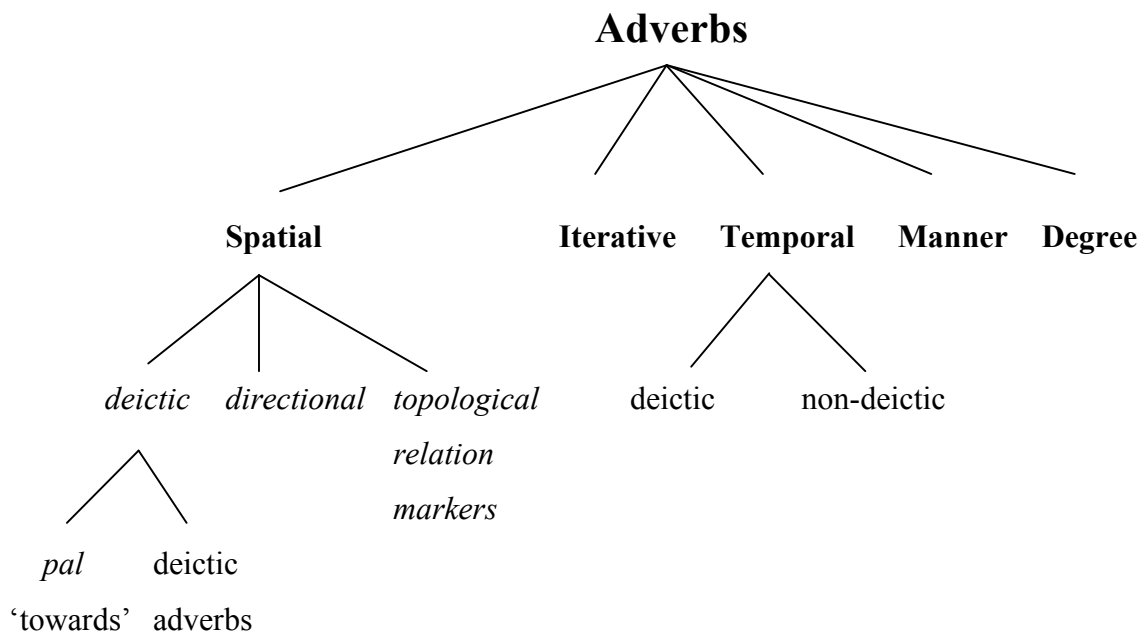 Adverbs
Spatial Iterative Temporal Manner Degree
deictic directional topological deictic non-deictic
relation
markers
pal deictic
‘towards’ adverbs